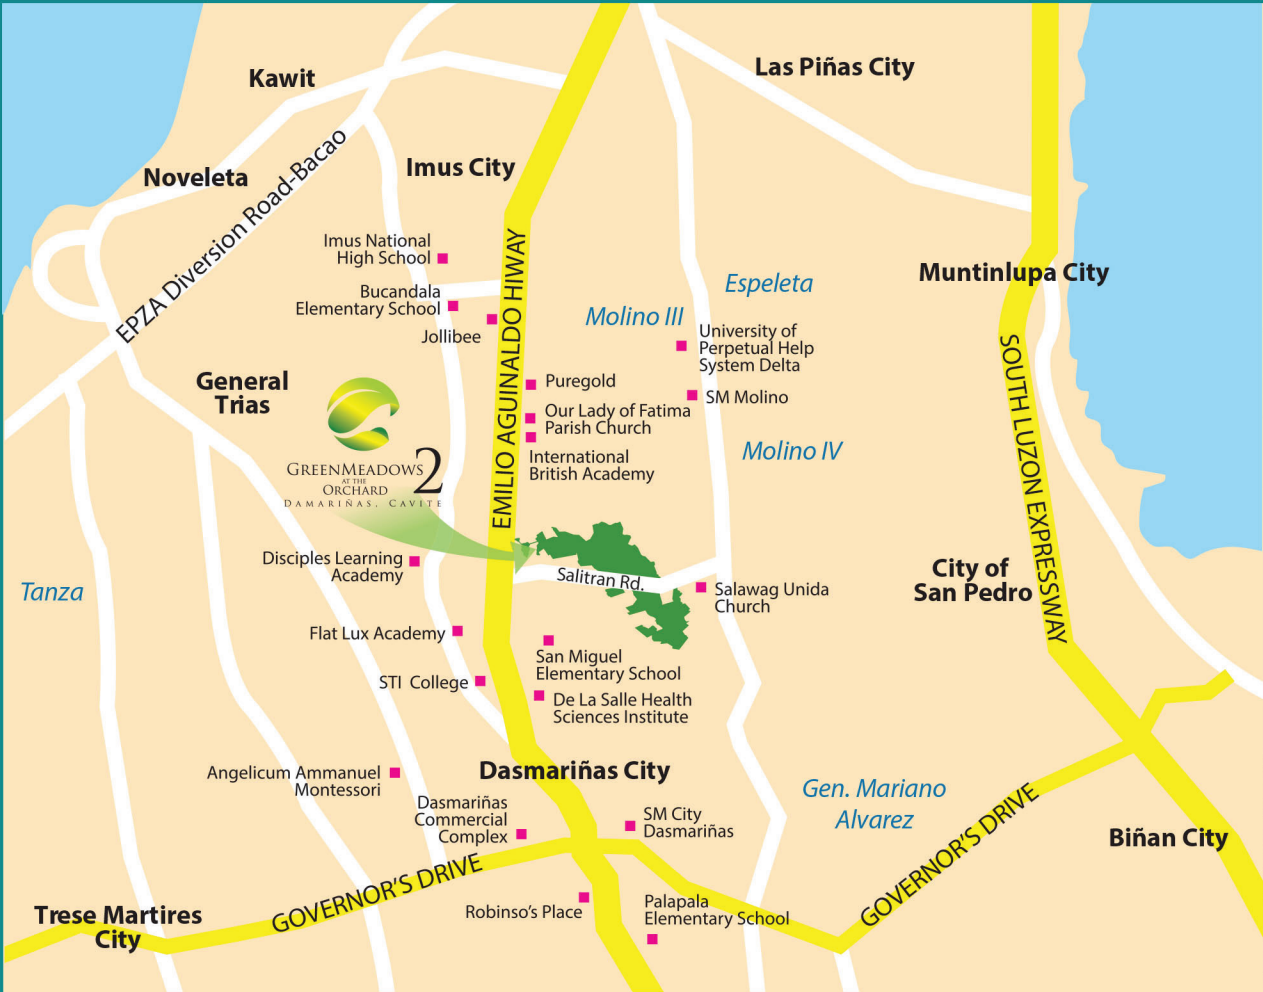 Kawit
Las Piñas City
Noveleta
EPZA Diversion Road-Bacao
Imus City
Imus National
High School
Bucandala
Elementary School
Jollibee
EMILIO AGUINALDO HIWAY
Molino III
Espeleta
Muntinlupa City
University of
Perpetual Help
System Delta
SM Molino
General
Trias
Puregold
Our Lady of Fatima
Parish Church
International
British Academy
Molino IV
SOUTH LUZON EXPRESSWAY
GREENMEADOWS 2
AT THE
ORCHARD
DAMARIÑAS, CAVITE
Disciples Learning
Academy
Salitran Rd.
Salawag Unida
Church
City of
San Pedro
Tanza
Flat Lux Academy
San Miguel
Elementary School
STI College
De La Salle Health
Sciences Institute
Angelicum Ammanuel
Montessori
Dasmariñas City
Dasmariñas
Commercial
Complex
SM City
Dasmariñas
Gen. Mariano
Alvarez
GOVERNOR'S DRIVE
Biñan City
GOVERNOR'S DRIVE
Trese Martires
City
Robinso's Place
Palapala
Elementary School